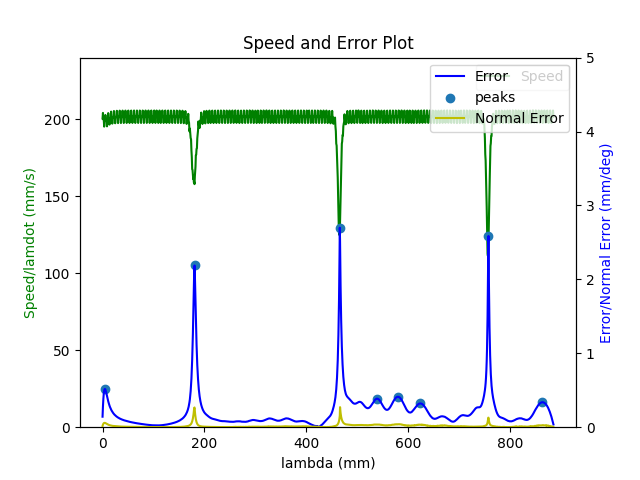 Speed and Error Plot
Speed/lamdot (mm/s)
200
150
100
50
0
Error
peaks
Normal Error
Speed
5
4
3
2
1
0
Error/Normal Error (mm/deg)
0
200
400
600
800
lambda (mm)